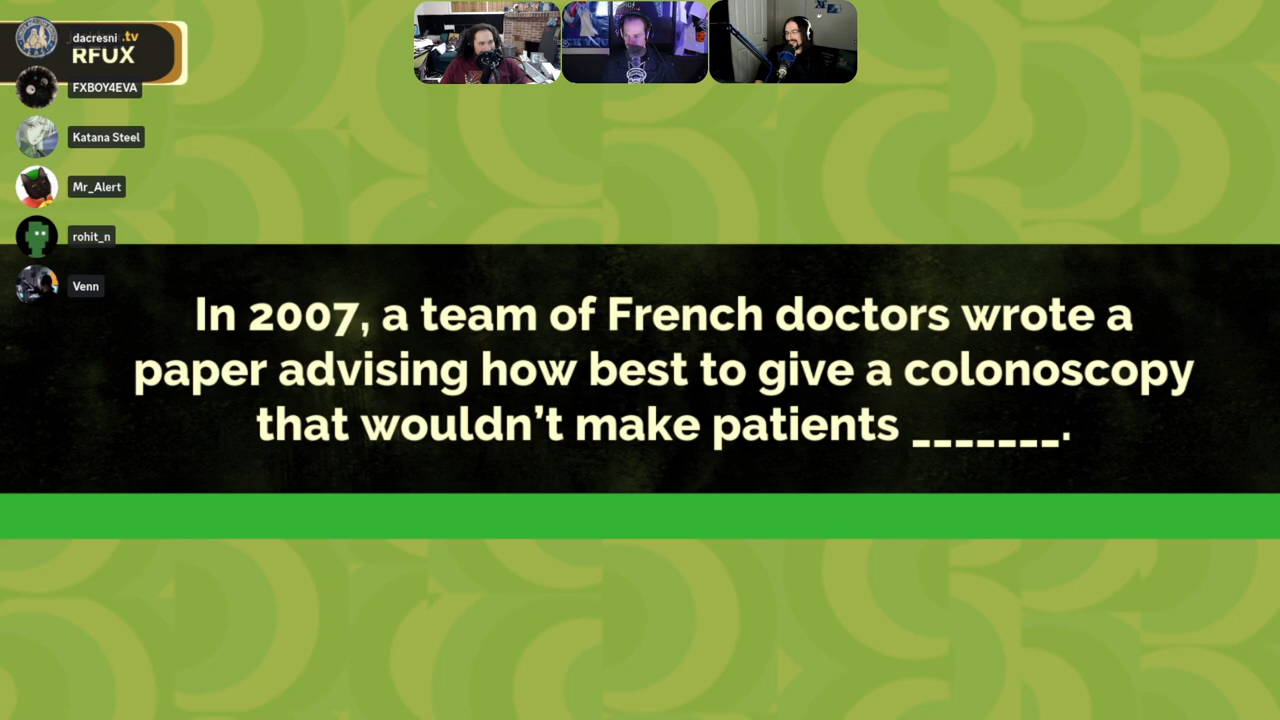 dacresni .tv
RFUX
FXBOY4EVA
Katana Steel
Mr_Alert
rohit_n
Venn
In 2007, a team of French doctors wrote a
paper advising how best to give a colonoscopy
that wouldn't make patients _______.